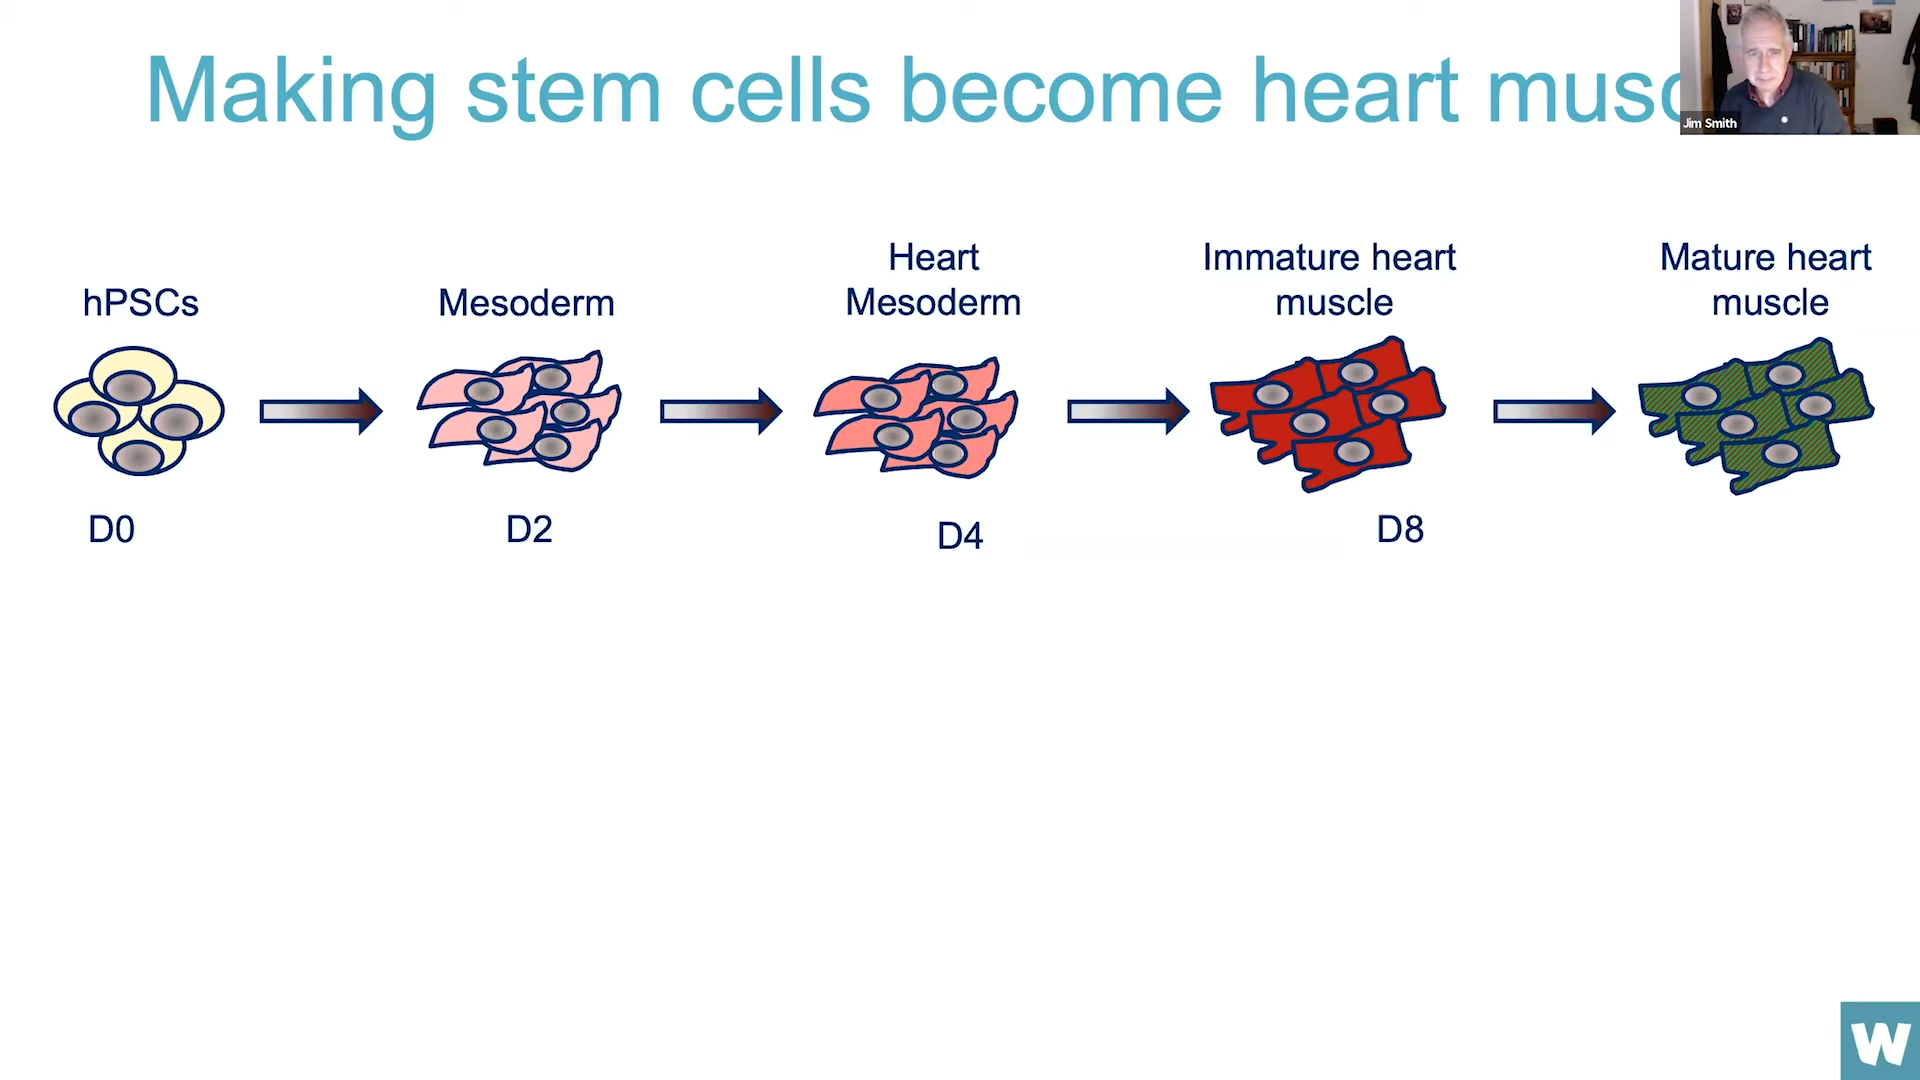 Making stem cells become heart musc
Jim Smith
hPSCs
Mesoderm
Heart
Mesoderm
Immature heart
muscle
Mature heart
muscle
D0
D2
D4
D8
W